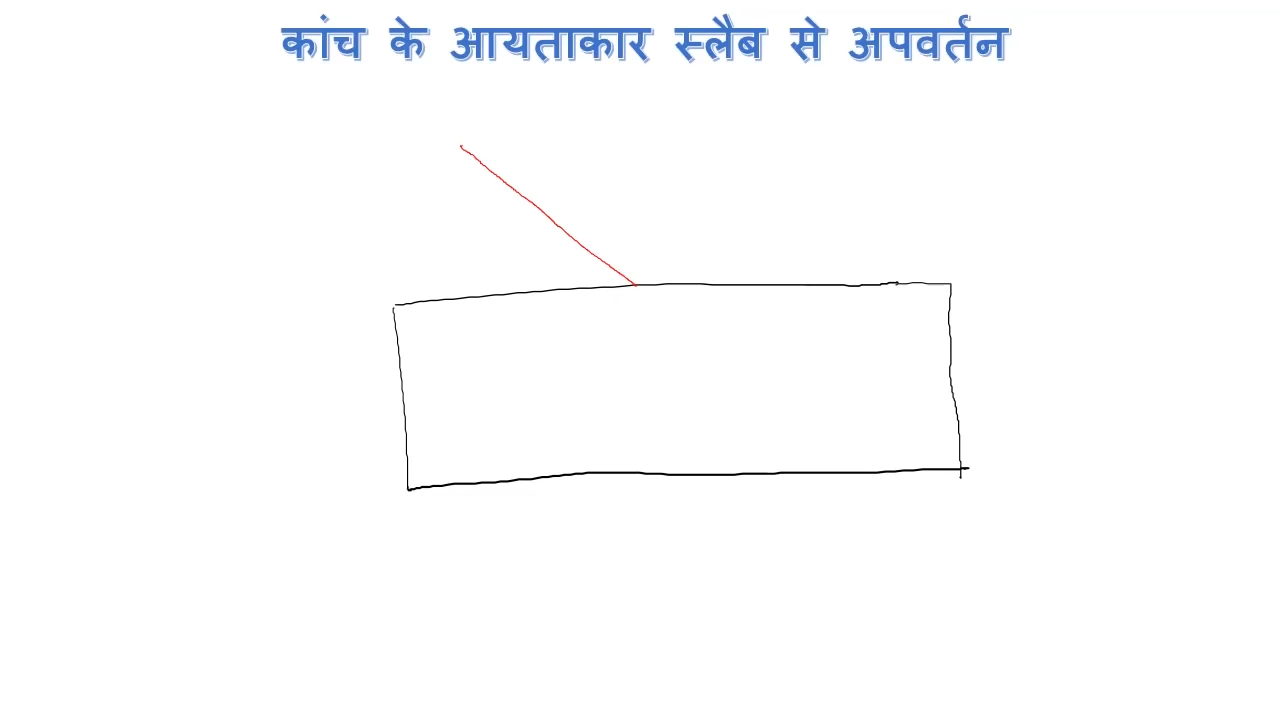 कांच के आयताकार स्लैब से अपवर्तन